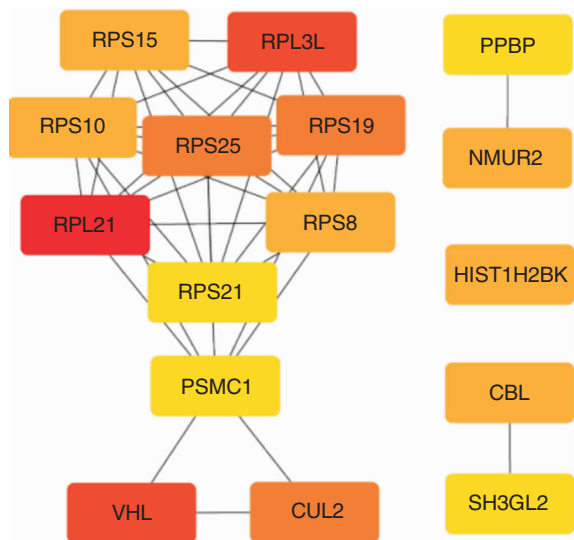 RPS15
RPL3L
PPBP
RPS10
RPS25
RPS19
NMUR2
RPL21
RPS8
HIST1H2BK
RPS21
PSMC1
CBL
VHL
CUL2
SH3GL2